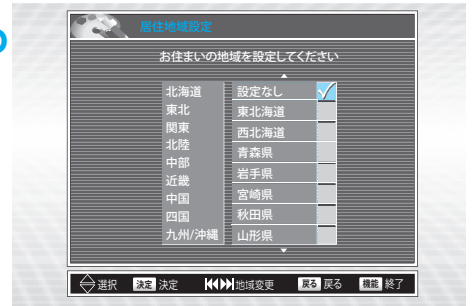 居住地域設定
お住まいの地域を設定してください
北海道
東北
関東
北陸
中部
近畿
中国
四国
九州/沖縄
設定なし
東北海道
西北海道
青森県
岩手県
宮崎県
秋田県
山形県
選択 決定 決定 地域変更 戻る 戻る 機能 終了